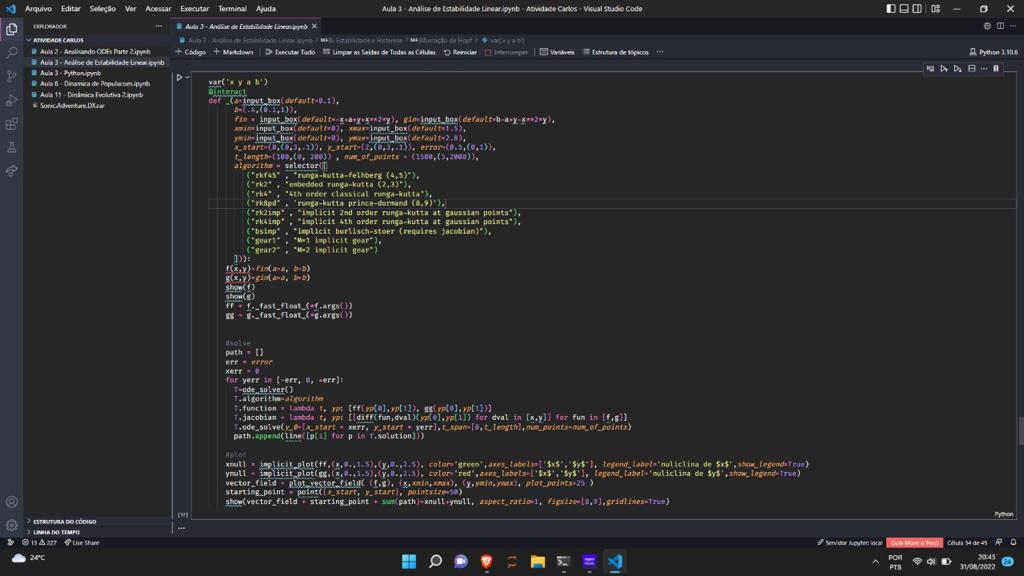 Arquivo Editar Seleção Ver Acessar Executar Terminal Ajuda
Aula 3 - Análise de Estabilidade Linear.ipynb - Atividade Carlos - Visual Studio Code
EXPLORADOR
ATIVIDADE CARLOS
Aula 2 - Analisando ODEs Parte 2.ipynb
Aula 3 - Análise de Estabilidade Linear.ipynb
Aula 3 - Python.ipynb
Aula 6 - Dinamica de Populacoes.ipynb
Aula 11 - Dinâmica Evolutiva 2.ipynb
Sonic.Adventure.DX.rar
Aula 3 - Análise de Estabilidade Linear.ipynb
Aula 3 - Análise de Estabilidade Linear.ipynb > Bi-Estabilidade e Histerese > Bifurcação de Hopf > var('x y a b')
+ Código + Markdown Executar Tudo Limpar as Saídas de Todas as Células Reiniciar Interromper Variáveis Estrutura de tópicos ···
Python 3.10.6
var('x y a b')
@interact
def _(a=input_box(default=0.1),
b=(.4,(0.1,1)),
fin = input_box(default=-x+a*y+x**2*y), gin=input_box(default=b-a*y-x**2*y),
xmin=input_box(default=0), xmax=input_box(default=1.5),
ymin=input_box(default=0), ymax=input_box(default=2.8),
x_start=(0,(0,3,.1)), y_start=(2,(0,3,.1)), error=(0.5,(0,1)),
t_length=(100,(0, 200)) , num_of_points = (1500,(5,2000)),
algorithm = selector([
("rkf45" , "runga-kutta-felhberg (4,5)"),
("rk2" , "embedded runga-kutta (2,3)"),
("rk4" , "4th order classical runga-kutta"),
("rk8pd" , 'runga-kutta prince-dormand (8,9)'),
("rk2imp" , "implicit 2nd order runga-kutta at gaussian points"),
("rk4imp" , "implicit 4th order runga-kutta at gaussian points"),
("bsimp" , "implicit burlisch-stoer (requires jacobian)"),
("gear1" , "M=1 implicit gear"),
("gear2" , "M=2 implicit gear")
])):
f(x,y)=fin(a=a, b=b)
g(x,y)=gin(a=a, b=b)
show(f)
show(g)
ff = f._fast_float_(*f.args())
gg = g._fast_float_(*g.args())
#solve
path = []
err = error
xerr = 0
for yerr in [-err, 0, +err]:
T=ode_solver()
T.algorithm=algorithm
T.function = lambda t, yp: [ff(yp[0],yp[1]), gg(yp[0],yp[1])]
T.jacobian = lambda t, yp: [[diff(fun,dval)(yp[0],yp[1]) for dval in [x,y]] for fun in [f,g]]
T.ode_solve(y_0=[x_start + xerr, y_start + yerr],t_span=[0,t_length],num_points=num_of_points)
path.append(line([p[1] for p in T.solution]))
#plot
xnull = implicit_plot(ff,(x,0.,1.5),(y,0.,2.5), color='green',axes_labels=['$x$','$y$'], legend_label='nuliclina de $x$',show_legend=True)
ynull = implicit_plot(gg,(x,0.,1.5),(y,0.,2.5), color='red',axes_labels=['$x$','$y$'], legend_label='nuliclina de $y$',show_legend=True)
vector_field = plot_vector_field( (f,g), (x,xmin,xmax), (y,ymin,ymax), plot_points=25 )
starting_point = point([x_start, y_start], pointsize=50)
show(vector_field + starting_point + sum(path)+xnull+ynull, aspect_ratio=1, figsize=[8,9],gridlines=True)
Python
ESTRUTURA DO CÓDIGO
LINHA DO TEMPO
Live Share
Servidor Jupyter: local
Célula 34 de 45
24°C
POR
PTB
20:45
31/08/2022